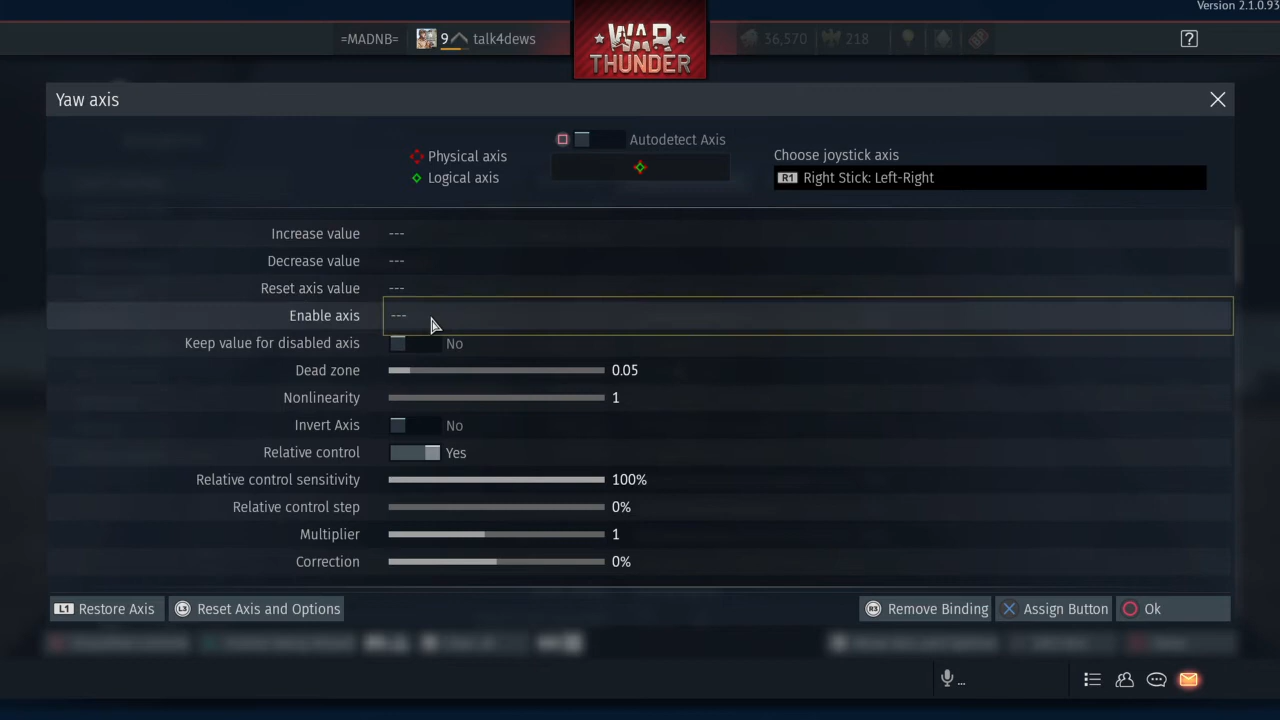 Version 2.1.0.93
=MADNB= 9 talk4dews
WAR
THUNDER
36,570 218
?
Yaw axis
Autodetect Axis
Physical axis
Logical axis
Choose joystick axis
R1 Right Stick: Left-Right
Increase value ---
Decrease value ---
Reset axis value ---
Enable axis ---
Keep value for disabled axis No
Dead zone 0.05
Nonlinearity 1
Invert Axis No
Relative control Yes
Relative control sensitivity 100%
Relative control step 0%
Multiplier 1
Correction 0%
L1 Restore Axis
L3 Reset Axis and Options
R3 Remove Binding
Assign Button
Ok
...